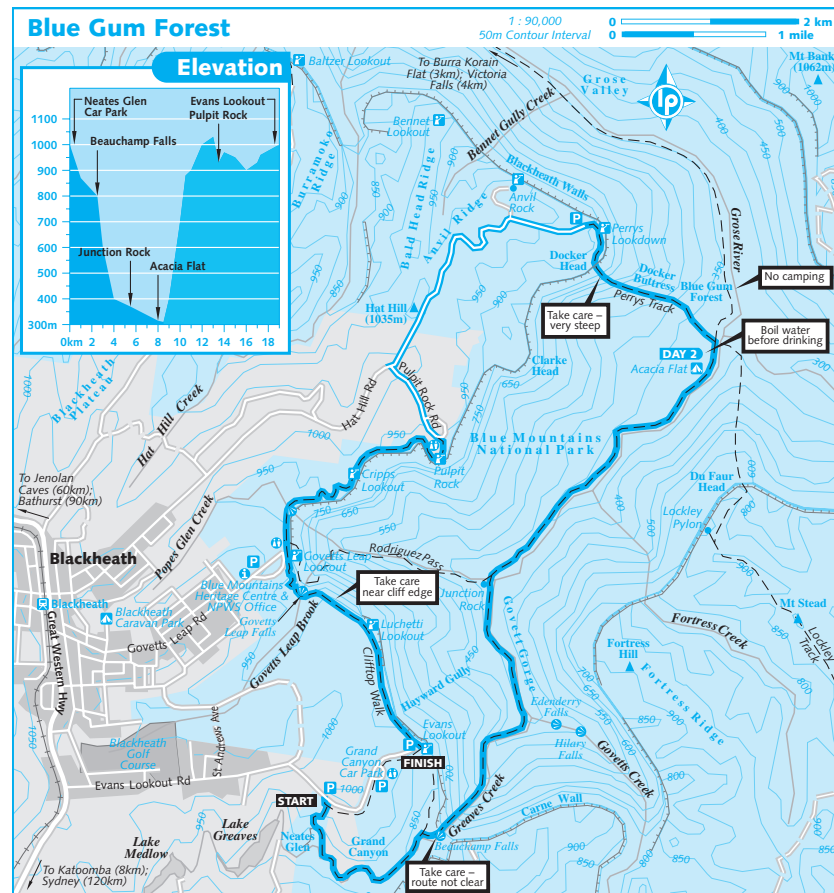 Blue Gum Forest
1 : 90,000
50m Contour Interval
0 2 km
0 1 mile
Elevation
Neates Glen
Car Park
Evans Lookout
Pulpit Rock
Beauchamp Falls
Junction Rock
Acacia Flat
1100
1000
900
800
700
600
500
400
300m
0km 2 4 6 8 10 12 14 16 18
Baltzer Lookout
To Burra Korain
Flat (3km); Victoria
Falls (4km)
Grose
Valley
Mt Bank
(1062m)
lp
Bennet
Lookout
Bennet Gully Creek
Burramoko
Ridge
Bald Head Ridge
Anvil Ridge
Blackheath Walls
Anvil
Rock
P
Perrys
Lookdown
Docker
Head
Docker
Buttress
Perrys Track
Blue Gum
Forest
Grose River
No camping
Take care –
very steep
Boil water
before drinking
DAY 2
Acacia Flat
Hat Hill
(1035m)
Clarke
Head
Hat Hill Rd
Pulpit Rock Rd
Blackheath
Plateau
Hat Hill Creek
Blue Mountains
National Park
Pulpit
Rock
Cripps
Lookout
Du Faur
Head
Lockley
Pylon
To Jenolan
Caves (60km);
Bathurst (90km)
Popes Glen Creek
Blackheath
Blackheath
Blackheath
Caravan Park
Great Western Hwy
Govetts Leap Rd
P
Govetts Leap
Lookout
Blue Mountains
Heritage Centre &
NPWS Office
Govetts
Leap Falls
Govetts Leap Brook
Rodriguez Pass
Take care
near cliff edge
Junction
Rock
Govett Gorge
Luchetti
Lookout
Clifftop Walk
Hayward Gully
Mt Stead
Lockley
Track
Fortress Creek
Fortress
Hill
Fortress Ridge
Edenderry
Falls
Hilary
Falls
Govetts Creek
Evans
Lookout
P
FINISH
Grand
Canyon
Car Park
P
P
START
St Andrews Ave
Blackheath
Golf
Course
Evans Lookout Rd
Lake
Medlow
Lake
Greaves
Neates
Glen
Grand
Canyon
Greaves Creek
Carne Wall
Beauchamp Falls
Take care –
route not clear
To Katoomba (8km);
Sydney (120km)